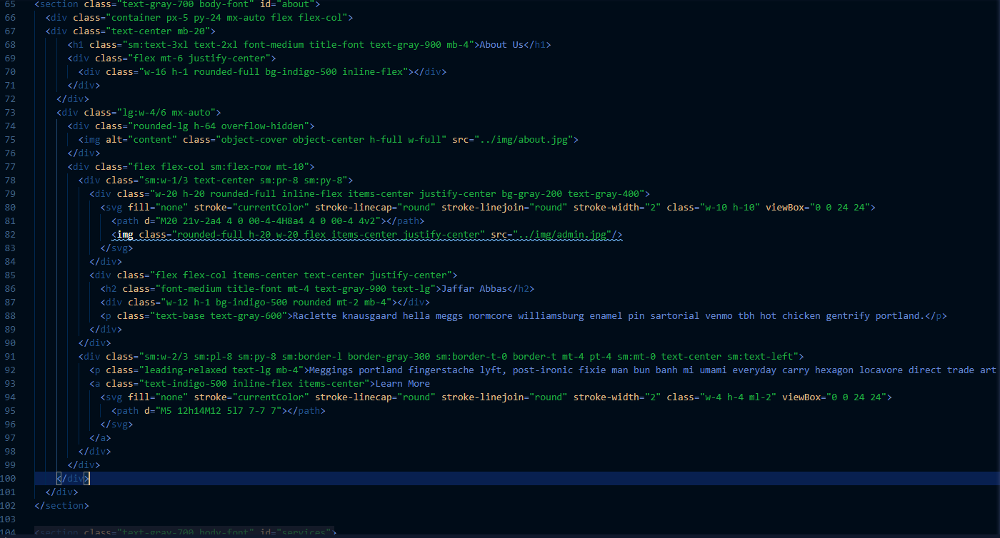 65 <section class="text-gray-700 body-font" id="about">
66 <div class="container px-5 py-24 mx-auto flex flex-col">
67 <div class="text-center mb-20">
68 <h1 class="sm:text-3xl text-2xl font-medium title-font text-gray-900 mb-4">About Us</h1>
69 <div class="flex mt-6 justify-center">
70 <div class="w-16 h-1 rounded-full bg-indigo-500 inline-flex"></div>
71 </div>
72 </div>
73 <div class="lg:w-4/6 mx-auto">
74 <div class="rounded-lg h-64 overflow-hidden">
75 <img alt="content" class="object-cover object-center h-full w-full" src="../img/about.jpg">
76 </div>
77 <div class="flex flex-col sm:flex-row mt-10">
78 <div class="sm:w-1/3 text-center sm:pr-8 sm:py-8">
79 <div class="w-20 h-20 rounded-full inline-flex items-center justify-center bg-gray-200 text-gray-400">
80 <svg fill="none" stroke="currentColor" stroke-linecap="round" stroke-linejoin="round" stroke-width="2" class="w-10 h-10" viewBox="0 0 24 24">
81 <path d="M20 21v-2a4 4 0 00-4-4H8a4 4 0 00-4 4v2"></path>
82 <img class="rounded-full h-20 w-20 flex items-center justify-center" src="../img/admin.jpg"/>
83 </svg>
84 </div>
85 <div class="flex flex-col items-center text-center justify-center">
86 <h2 class="font-medium title-font mt-4 text-gray-900 text-lg">Jaffar Abbas</h2>
87 <div class="w-12 h-1 bg-indigo-500 rounded mt-2 mb-4"></div>
88 <p class="text-base text-gray-600">Raclette knausgaard hella meggs normcore williamsburg enamel pin sartorial venmo tbh hot chicken gentrify portland.</p>
89 </div>
90 </div>
91 <div class="sm:w-2/3 sm:pl-8 sm:py-8 sm:border-l border-gray-300 sm:border-t-0 border-t mt-4 pt-4 sm:mt-0 text-center sm:text-left">
92 <p class="leading-relaxed text-lg mb-4">Meggings portland fingerstache lyft, post-ironic fixie man bun banh mi umami everyday carry hexagon locavore direct trade art
93 <a class="text-indigo-500 inline-flex items-center">Learn More
94 <svg fill="none" stroke="currentColor" stroke-linecap="round" stroke-linejoin="round" stroke-width="2" class="w-4 h-4 ml-2" viewBox="0 0 24 24">
95 <path d="M5 12h14M12 5l7 7-7 7"></path>
96 </svg>
97 </a>
98 </div>
99 </div>
100 </div>
101 </div>
102 </section>
103
104 <section class="text-gray-700 body-font" id="services">